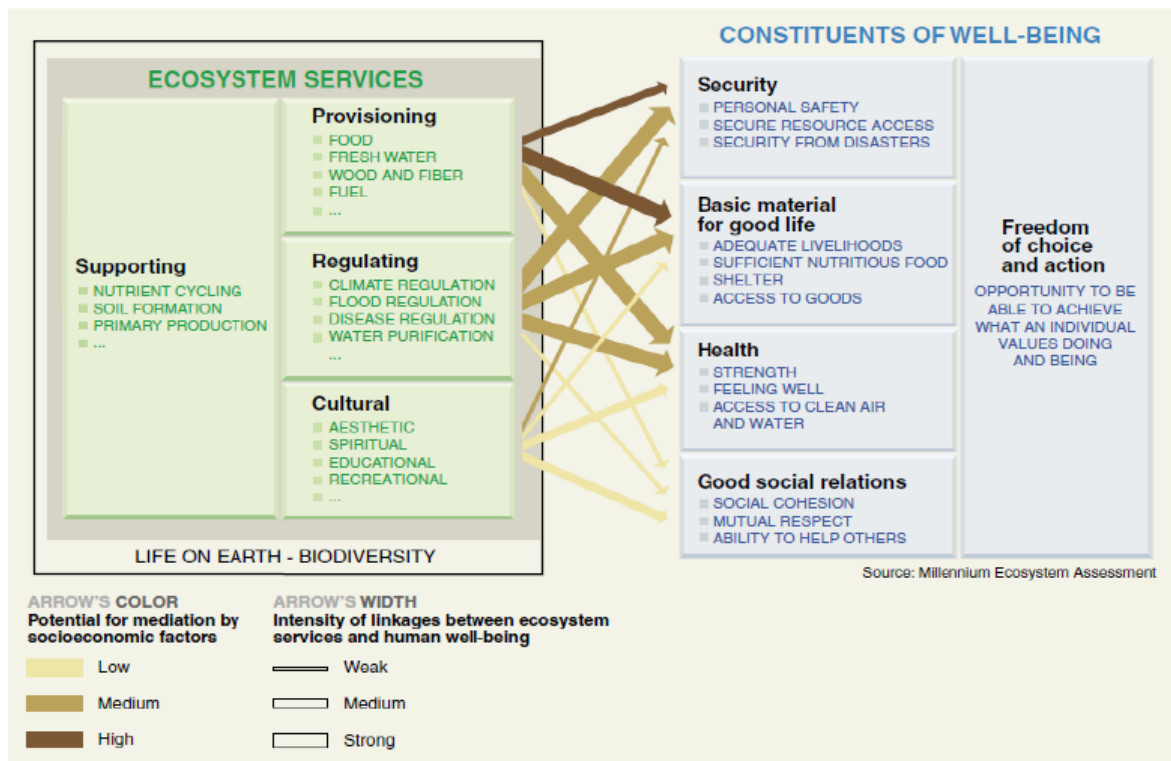 CONSTITUENTS OF WELL-BEING
ECOSYSTEM SERVICES
Supporting
NUTRIENT CYCLING
SOIL FORMATION
PRIMARY PRODUCTION
...
Provisioning
FOOD
FRESH WATER
WOOD AND FIBER
FUEL
...
Regulating
CLIMATE REGULATION
FLOOD REGULATION
DISEASE REGULATION
WATER PURIFICATION
...
Cultural
AESTHETIC
SPIRITUAL
EDUCATIONAL
RECREATIONAL
...
LIFE ON EARTH - BIODIVERSITY
Security
PERSONAL SAFETY
SECURE RESOURCE ACCESS
SECURITY FROM DISASTERS
Basic material
for good life
ADEQUATE LIVELIHOODS
SUFFICIENT NUTRITIOUS FOOD
SHELTER
ACCESS TO GOODS
Health
STRENGTH
FEELING WELL
ACCESS TO CLEAN AIR
AND WATER
Good social relations
SOCIAL COHESION
MUTUAL RESPECT
ABILITY TO HELP OTHERS
Freedom
of choice
and action
OPPORTUNITY TO BE
ABLE TO ACHIEVE
WHAT AN INDIVIDUAL
VALUES DOING
AND BEING
Source: Millennium Ecosystem Assessment
ARROW'S COLOR
Potential for mediation by
socioeconomic factors
Low
Medium
High
ARROW'S WIDTH
Intensity of linkages between ecosystem
services and human well-being
Weak
Medium
Strong